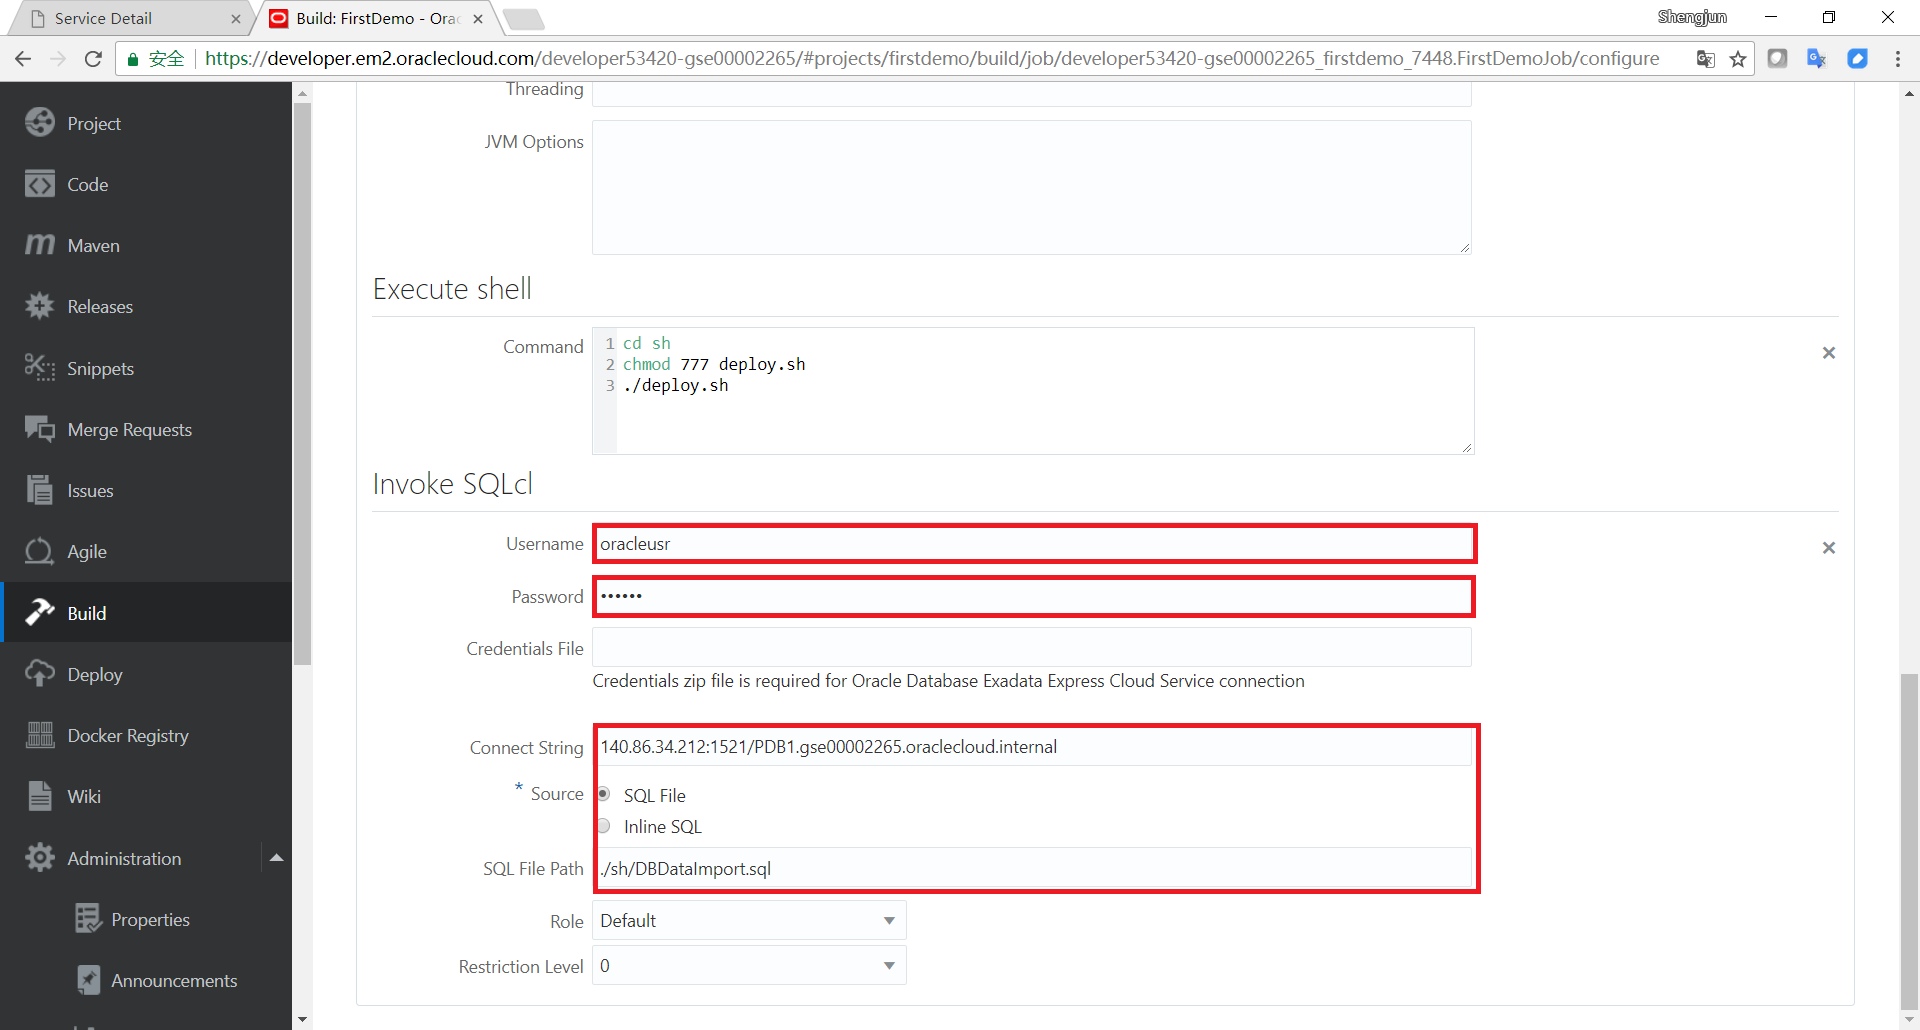 Service Detail
Build: FirstDemo - Orac
Shengjun
安全
https://developer.em2.oraclecloud.com/developer53420-gse00002265/#projects/firstdemo/build/job/developer53420-gse00002265_firstdemo_7448.FirstDemoJob/configure
Project
Code
Maven
Releases
Snippets
Merge Requests
Issues
Agile
Build
Deploy
Docker Registry
Wiki
Administration
Properties
Announcements
Threading
JVM Options
Execute shell
Command
1 cd sh
2 chmod 777 deploy.sh
3 ./deploy.sh
Invoke SQLcl
Username oracleusr
Password ••••••
Credentials File
Credentials zip file is required for Oracle Database Exadata Express Cloud Service connection
Connect String 140.86.34.212:1521/PDB1.gse00002265.oraclecloud.internal
* Source SQL File
Inline SQL
SQL File Path ./sh/DBDataImport.sql
Role Default
Restriction Level 0